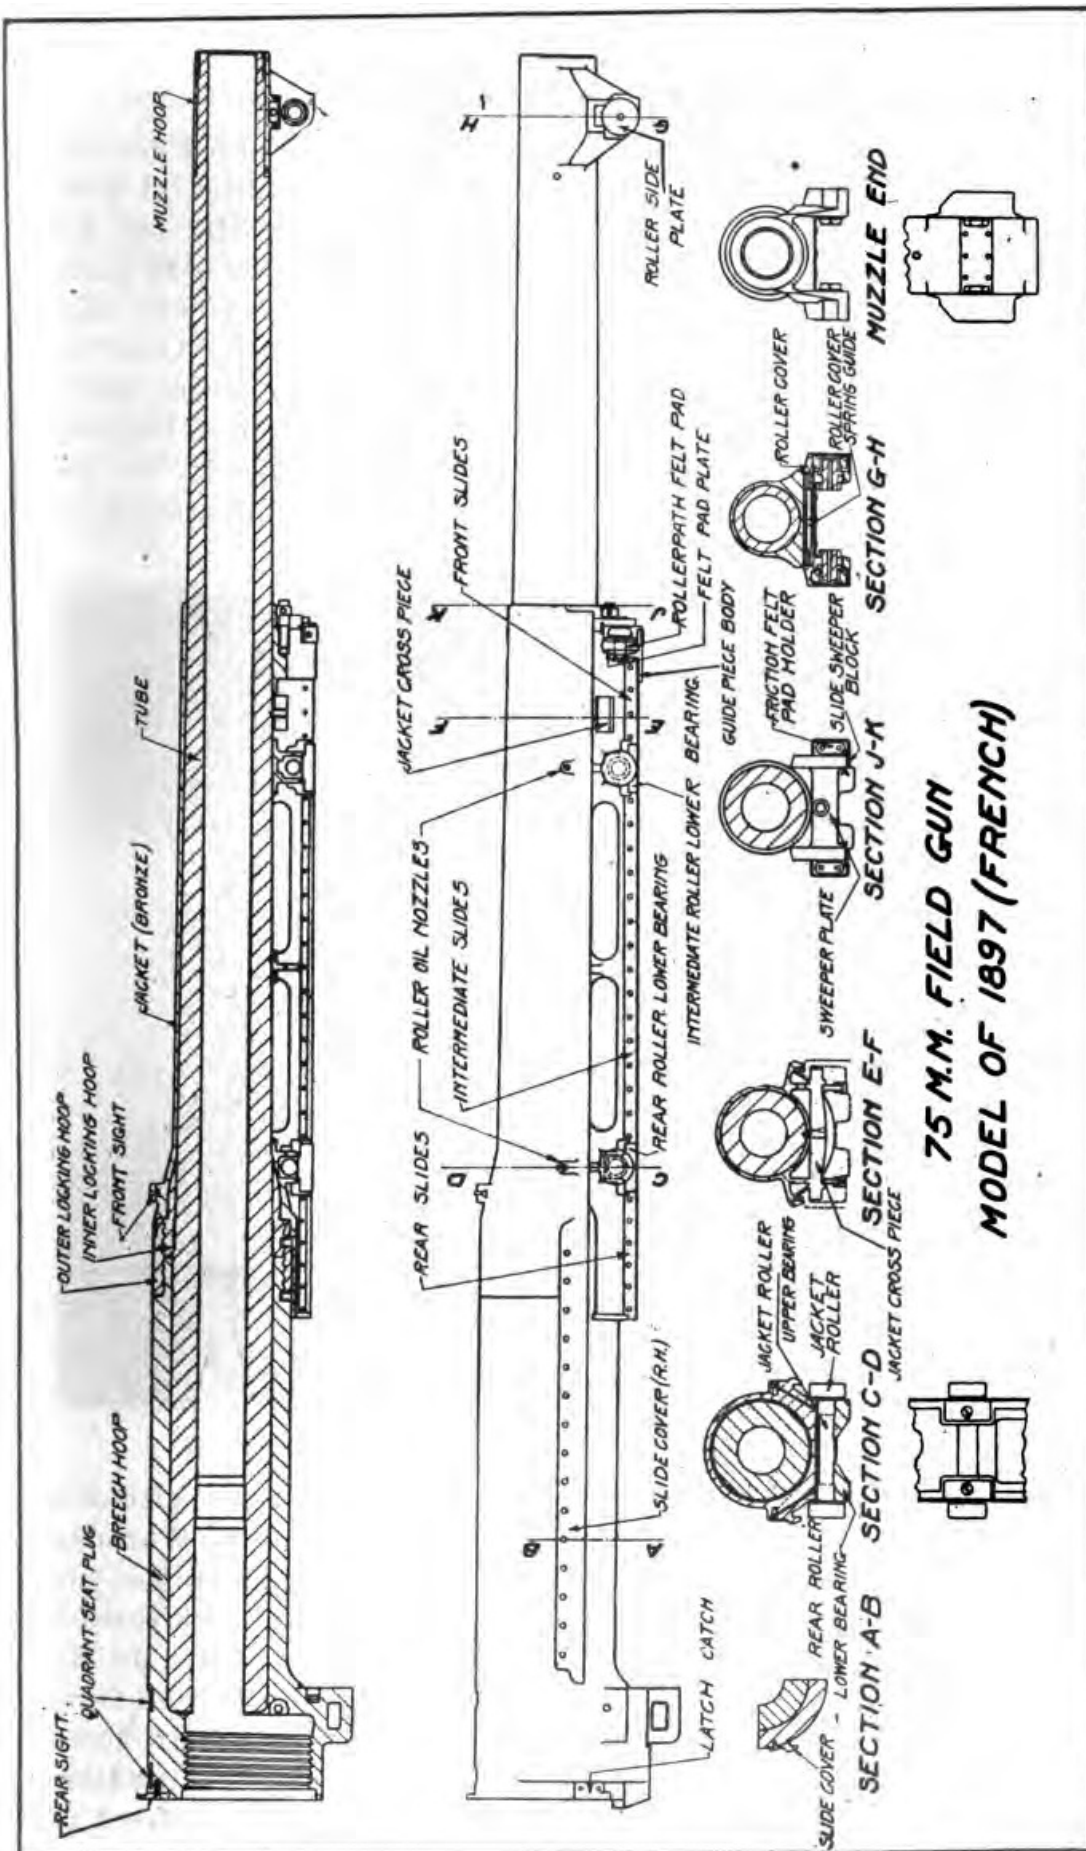 REAR SIGHT.
QUADRANT SEAT PLUG
BREECH HOOP
OUTER LOCKING HOOP
INNER LOCKING HOOP
FRONT SIGHT
JACKET (BRONZE)
TUBE
MUZZLE HOOP
LATCH CATCH
SLIDE COVER (R.H.)
REAR SLIDES
ROLLER OIL NOZZLES
INTERMEDIATE SLIDES
JACKET CROSS PIECE
FRONT SLIDES
REAR ROLLER LOWER BEARING
INTERMEDIATE ROLLER LOWER BEARING.
GUIDE PIECE BODY
FELT PAD PLATE
ROLLERPATH FELT PAD
ROLLER SIDE
PLATE
B
A
D
C
F
K
J
H
G
SLIDE COVER -
SECTION A-B
REAR ROLLER
LOWER BEARING
JACKET ROLLER
UPPER BEARING
JACKET
ROLLER
SECTION C-D
JACKET CROSS PIECE
SECTION E-F
SWEEPER PLATE
FRICTION FELT
PAD HOLDER
SLIDE SWEEPER
BLOCK
SECTION J-K
ROLLER COVER
ROLLER COVER
SPRING GUIDE
SECTION G-H
MUZZLE END
75 M.M. FIELD GUN
MODEL OF 1897 (FRENCH)